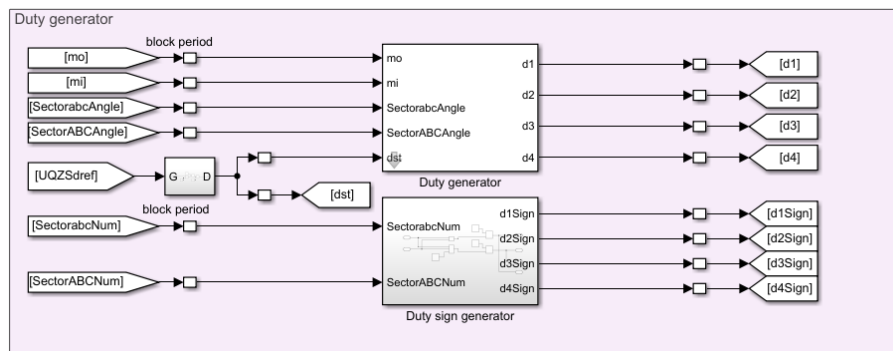 Duty generator
block period
[mo]
[mi]
[SectorabcAngle]
[SectorABCAngle]
[UQZSdref]
G
D
[dst]
mo
mi
SectorabcAngle
SectorABCAngle
dst
d1
d2
d3
d4
Duty generator
[d1]
[d2]
[d3]
[d4]
block period
[SectorabcNum]
[SectorABCNum]
SectorabcNum
SectorABCNum
d1Sign
d2Sign
d3Sign
d4Sign
Duty sign generator
[d1Sign]
[d2Sign]
[d3Sign]
[d4Sign]